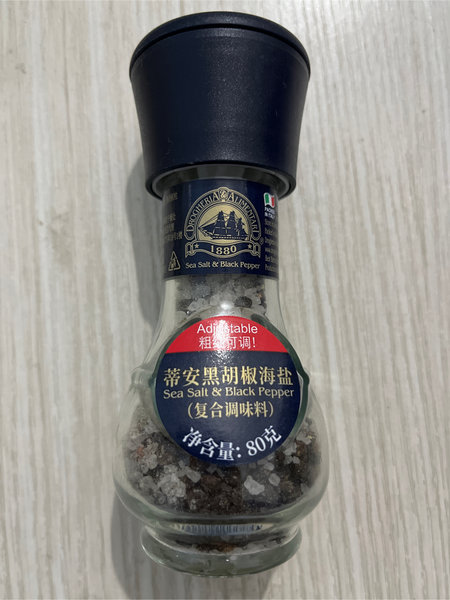 DROGHERIA & ALIMENTARI
1880
Sea Salt & Black Pepper
Adjustable
粗细可调!
蒂安黑胡椒海盐
Sea Salt & Black Pepper
(复合调味料)
净含量: 80克